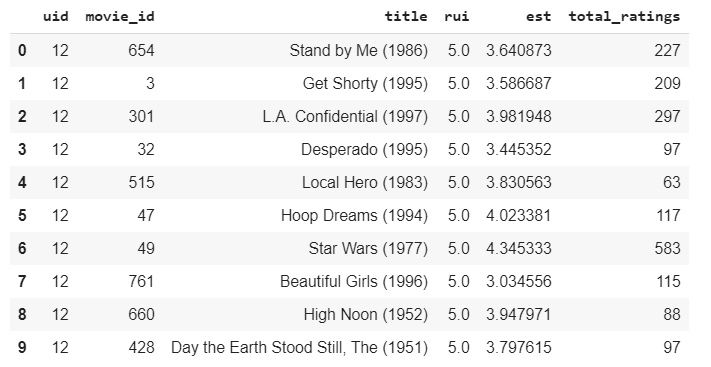 uid movie_id title rui est total_ratings
0 12 654 Stand by Me (1986) 5.0 3.640873 227
1 12 3 Get Shorty (1995) 5.0 3.586687 209
2 12 301 L.A. Confidential (1997) 5.0 3.981948 297
3 12 32 Desperado (1995) 5.0 3.445352 97
4 12 515 Local Hero (1983) 5.0 3.830563 63
5 12 47 Hoop Dreams (1994) 5.0 4.023381 117
6 12 49 Star Wars (1977) 5.0 4.345333 583
7 12 761 Beautiful Girls (1996) 5.0 3.034556 115
8 12 660 High Noon (1952) 5.0 3.947971 88
9 12 428 Day the Earth Stood Still, The (1951) 5.0 3.797615 97